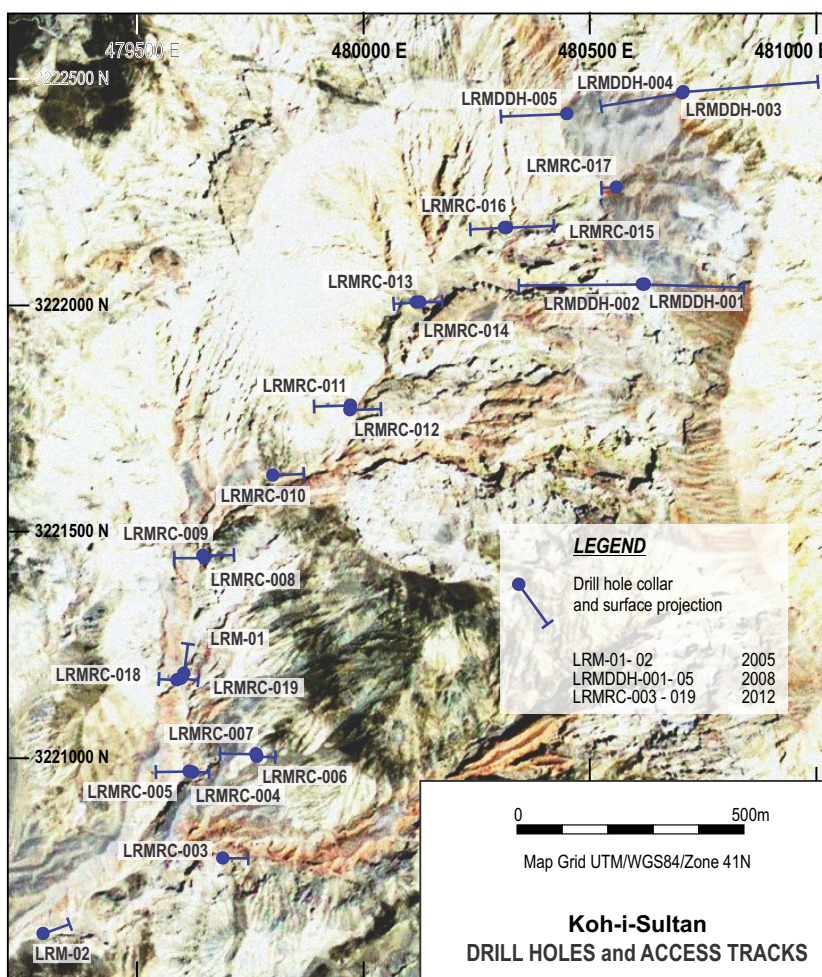 479500 E
480000 E
480500 E
481000 E
3222500 N
LRMDDH-004
LRMDDH-005
LRMDDH-003
LRMRC-017
LRMRC-016
LRMRC-015
LRMRC-013
LRMDDH-002
LRMDDH-001
3222000 N
LRMRC-014
LRMRC-011
LRMRC-012
LRMRC-010
3221500 N
LRMRC-009
LRMRC-008
LEGEND
Drill hole collar
and surface projection
LRM-01- 02 2005
LRMDDH-001- 05 2008
LRMRC-003 - 019 2012
LRM-01
LRMRC-018
LRMRC-019
LRMRC-007
3221000 N
LRMRC-006
LRMRC-005
LRMRC-004
LRMRC-003
LRM-02
0 500m
Map Grid UTM/WGS84/Zone 41N
Koh-i-Sultan
DRILL HOLES and ACCESS TRACKS